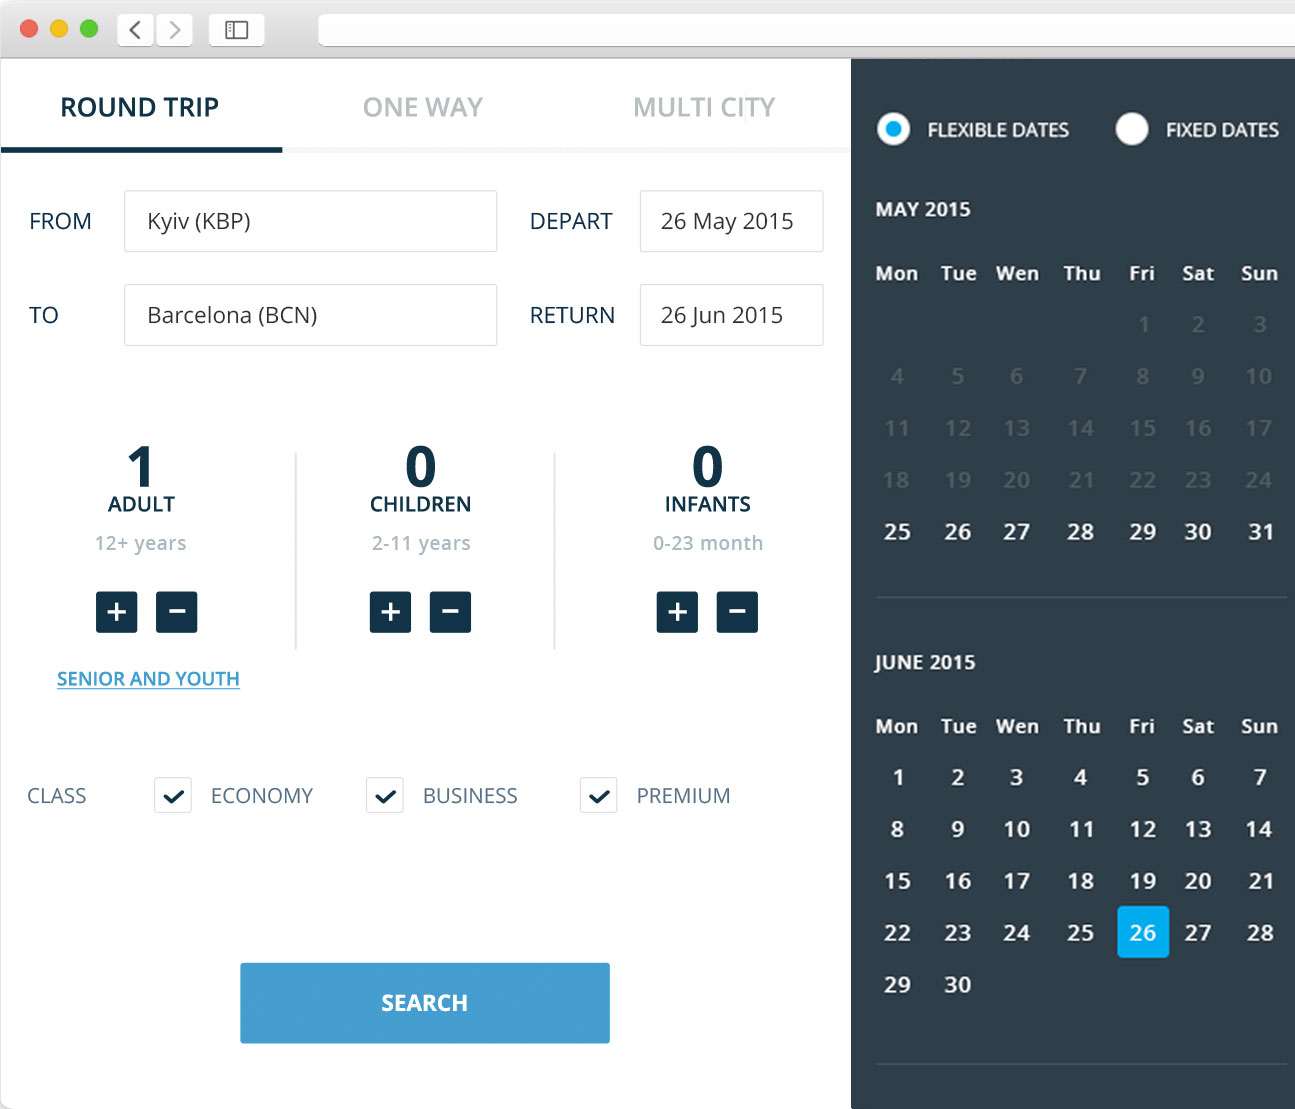 ROUND TRIP ONE WAY MULTI CITY
FROM Kyiv (KBP) DEPART 26 May 2015
TO Barcelona (BCN) RETURN 26 Jun 2015
1 0 0
ADULT CHILDREN INFANTS
12+ years 2-11 years 0-23 month
+ − + − + −
SENIOR AND YOUTH
CLASS ECONOMY BUSINESS PREMIUM
SEARCH
FLEXIBLE DATES FIXED DATES
MAY 2015
Mon Tue Wen Thu Fri Sat Sun
1 2 3
4 5 6 7 8 9 10
11 12 13 14 15 16 17
18 19 20 21 22 23 24
25 26 27 28 29 30 31
JUNE 2015
Mon Tue Wen Thu Fri Sat Sun
1 2 3 4 5 6 7
8 9 10 11 12 13 14
15 16 17 18 19 20 21
22 23 24 25 26 27 28
29 30